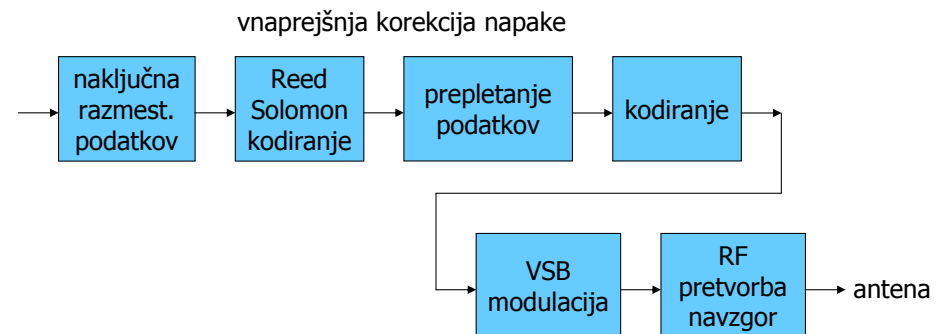 vnaprejšnja korekcija napake
naključna
razmest.
podatkov
Reed
Solomon
kodiranje
prepletanje
podatkov
kodiranje
VSB
modulacija
RF
pretvorba
navzgor
antena